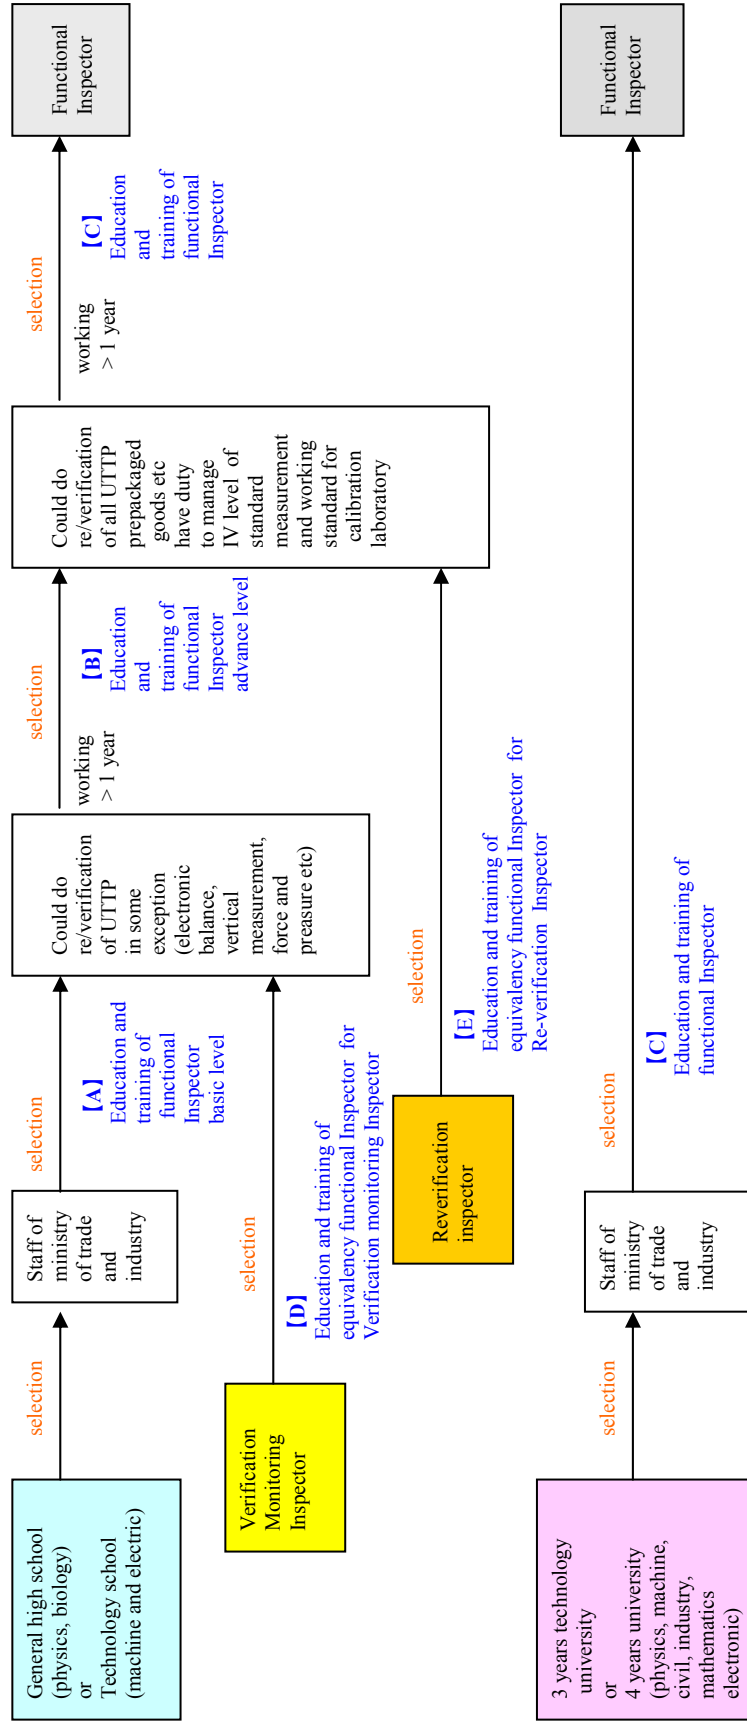 General high school
(physics, biology)
or
Technology school
(machine and electric)
selection
Staff of
ministry
of trade
and
industry
selection
【A】
Education and
training of
functional
Inspector
basic level
Could do
re/verification
of UTTP
in some
exception
(electronic
balance,
vertical
measurement,
force and
preasure etc)
working
> 1 year
selection
【B】
Education
and
training of
functional
Inspector
advance level
Could do
re/verification
of all UTTP
prepackaged
goods etc
have duty
to manage
IV level of
standard
measurement
and working
standard for
calibration
laboratory
working
> 1 year
selection
【C】
Education
and
training of
functional
Inspector
Functional
Inspector
Verification
Monitoring
Inspector
selection
【D】
Education and training of
equivalency functional Inspector for
Verification monitoring Inspector
Reverification
inspector
selection
【E】
Education and training of
equivalency functional Inspector for
Re-verification Inspector
3 years technology
university
or
4 years university
(physics, machine,
civil, industry,
mathematics
electronic)
selection
Staff of
ministry
of trade
and
industry
selection
【C】
Education and training of
functional Inspector
Functional
Inspector